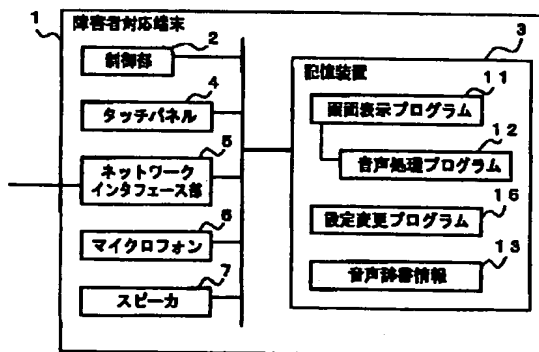 1
障害者対応端末
2
制御部
4
タッチパネル
5
ネットワーク
インタフェース部
6
マイクロフォン
7
スピーカ
3
記憶装置
11
画面表示プログラム
12
音声処理プログラム
15
設定変更プログラム
13
音声辞書情報